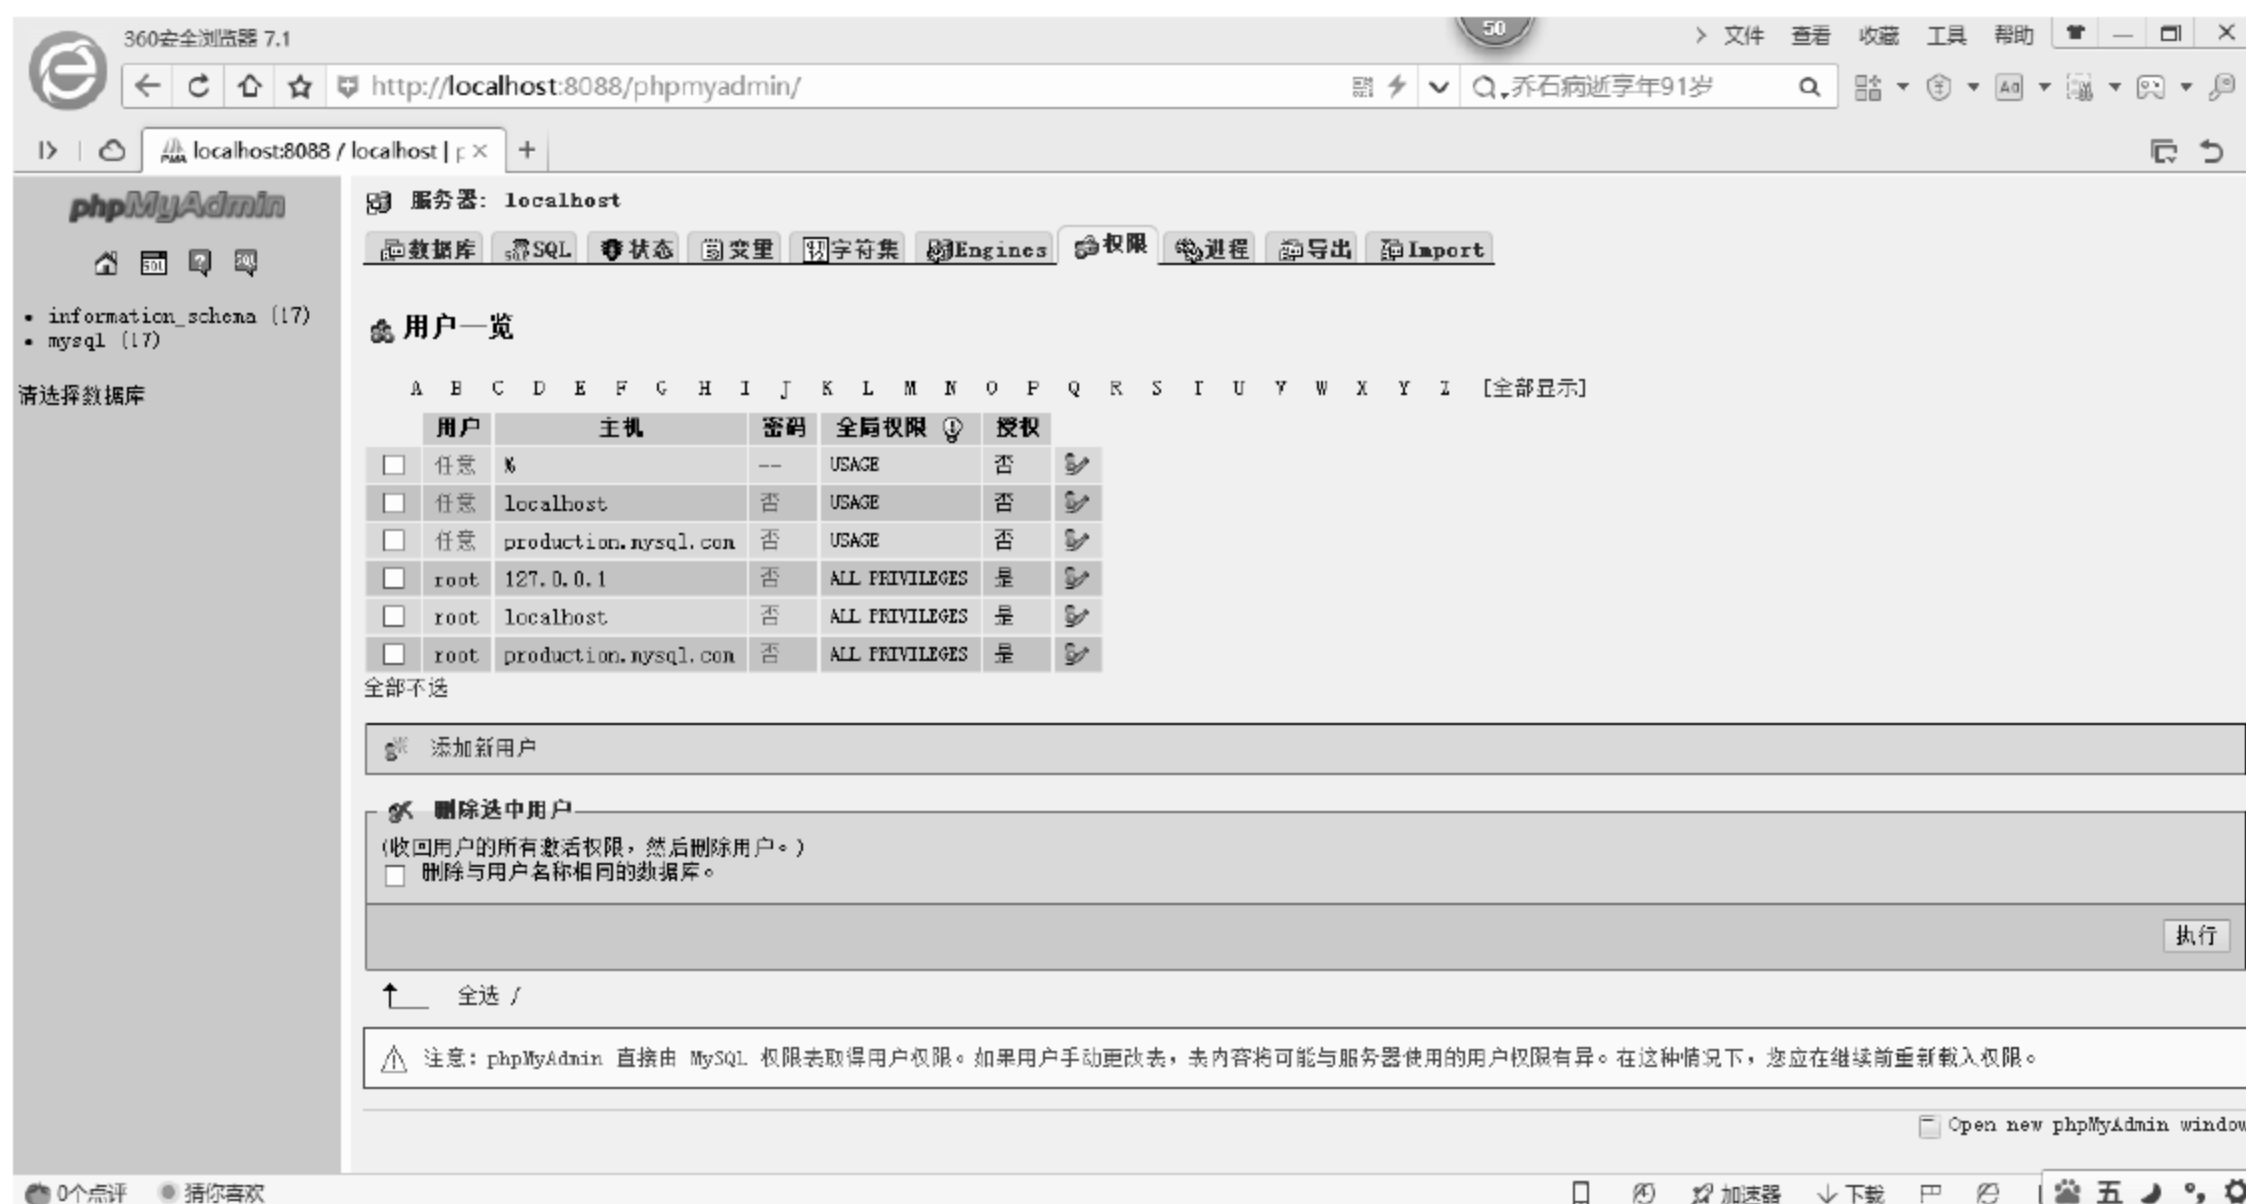 50
360安全浏览器 7.1
文件 查看 收藏 工具 帮助
http://localhost:8088/phpmyadmin/
乔石病逝享年91岁
localhost:8088 / localhost | p
phpMyAdmin
information_schema (17)
mysql (17)
请选择数据库
服务器: localhost
数据库 SQL 状态 变量 字符集 Engines 权限 进程 导出 Import
用户一览
A B C D E F G H I J K L M N O P Q R S T U V W X Y Z [全部显示]
用户 主机 密码 全局权限 授权
任意 % -- USAGE 否
任意 localhost 否 USAGE 否
任意 production.mysql.com 否 USAGE 否
root 127.0.0.1 否 ALL PRIVILEGES 是
root localhost 否 ALL PRIVILEGES 是
root production.mysql.com 否 ALL PRIVILEGES 是
全部不选
添加新用户
删除选中用户
(收回用户的所有激活权限，然后删除用户。)
删除与用户名称相同的数据库。
执行
全选 /
注意: phpMyAdmin 直接由 MySQL 权限表取得用户权限。如果用户手动更改表，表内容将可能与服务器使用的用户权限有异。在这种情况下，您应在继续前重新载入权限。
Open new phpMyAdmin window
0个点评 猜你喜欢
加速器 下载 五